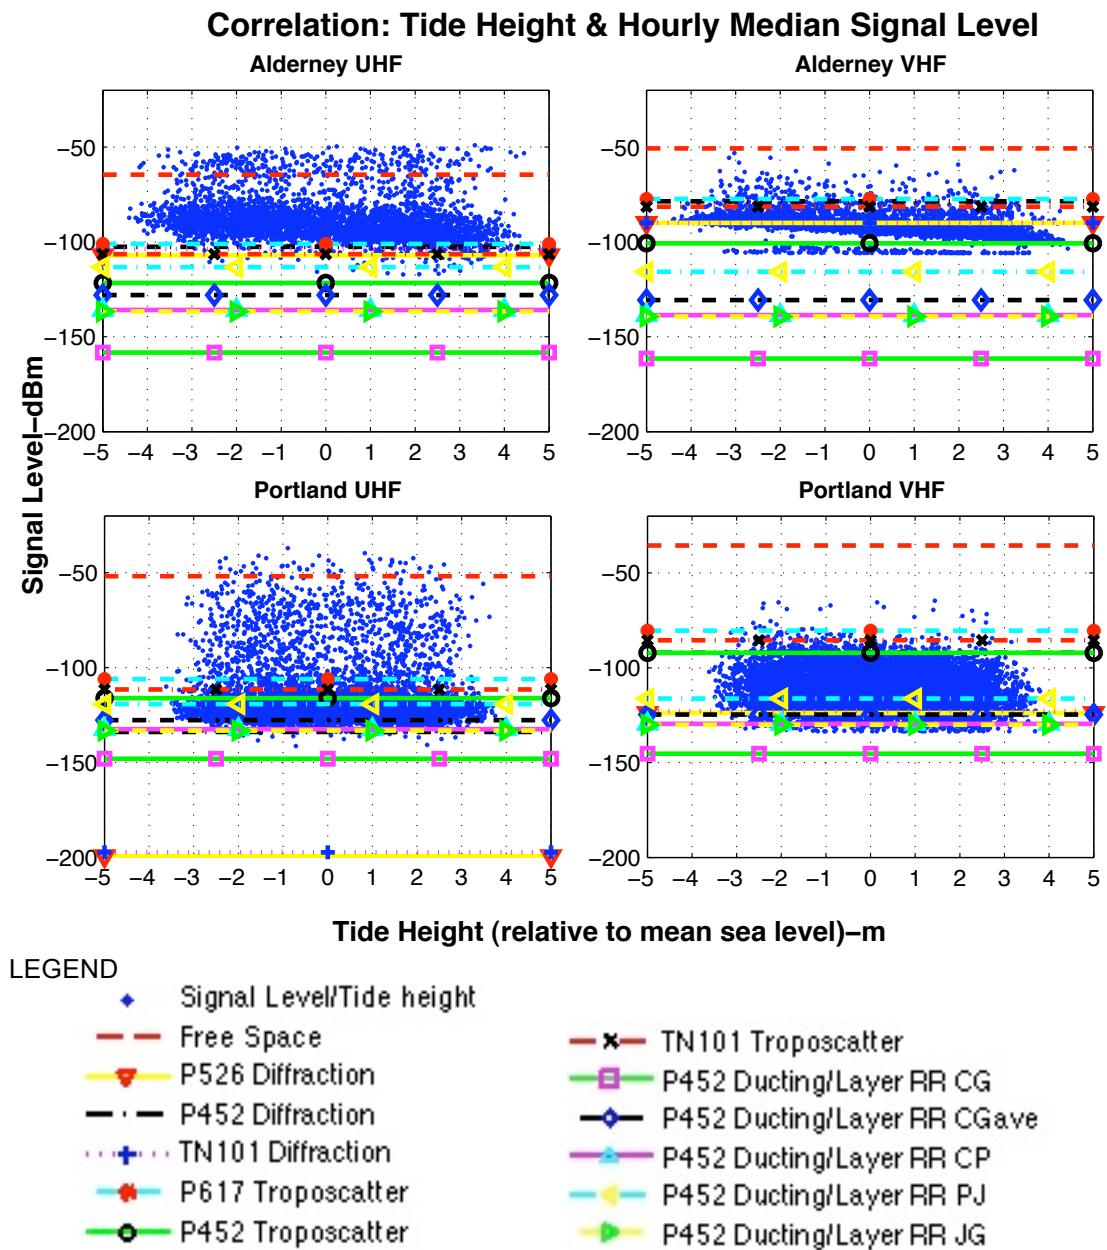 Correlation: Tide Height & Hourly Median Signal Level
Alderney UHF
Alderney VHF
−50
−100
−150
−200
−5 −4 −3 −2 −1 0 1 2 3 4 5
−50
−100
−150
−200
−5 −4 −3 −2 −1 0 1 2 3 4 5
Signal Level−dBm
Portland UHF
Portland VHF
−50
−100
−150
−200
−5 −4 −3 −2 −1 0 1 2 3 4 5
−50
−100
−150
−200
−5 −4 −3 −2 −1 0 1 2 3 4 5
Tide Height (relative to mean sea level)−m
LEGEND
Signal Level/Tide height
Free Space
P526 Diffraction
P452 Diffraction
TN101 Diffraction
P617 Troposcatter
P452 Troposcatter
TN101 Troposcatter
P452 Ducting/Layer RR CG
P452 Ducting/Layer RR CGave
P452 Ducting/Layer RR CP
P452 Ducting/Layer RR PJ
P452 Ducting/Layer RR JG